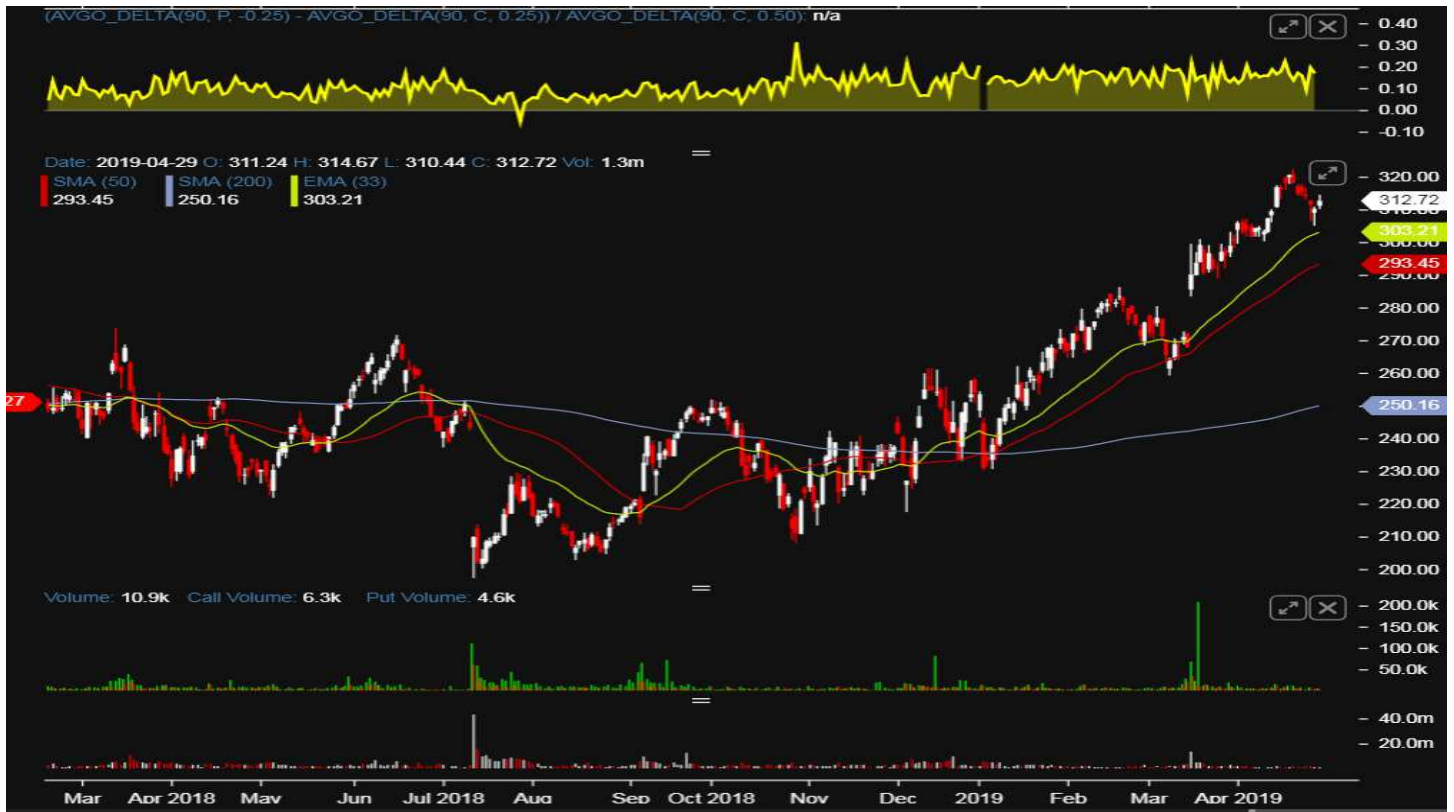 (AVGO_DELTA(90, P, -0.25) - AVGO_DELTA(90, C, 0.25)) / AVGO_DELTA(90, C, 0.50): n/a
0.40
0.30
0.20
0.10
0.00
-0.10
Date: 2019-04-29 O: 311.24 H: 314.67 L: 310.44 C: 312.72 Vol: 1.3m
SMA (50) SMA (200) EMA (33)
293.45 250.16 303.21
320.00
312.72
310.00
303.21
300.00
293.45
290.00
280.00
270.00
260.00
27
250.16
240.00
230.00
220.00
210.00
200.00
Volume: 10.9k Call Volume: 6.3k Put Volume: 4.6k
200.0k
150.0k
100.0k
50.0k
40.0m
20.0m
Mar Apr 2018 May Jun Jul 2018 Aug Sep Oct 2018 Nov Dec 2019 Feb Mar Apr 2019